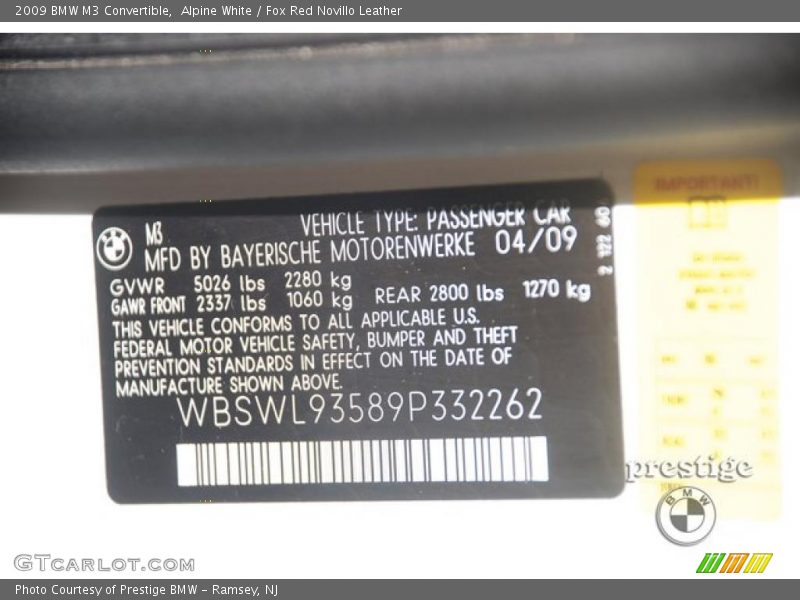 2009 BMW M3 Convertible, Alpine White / Fox Red Novillo Leather
M3
VEHICLE TYPE: PASSENGER CAR
MFD BY BAYERISCHE MOTORENWERKE 04/09
GVWR 5026 lbs 2280 kg
GAWR FRONT 2337 lbs 1060 kg REAR 2800 lbs 1270 kg
THIS VEHICLE CONFORMS TO ALL APPLICABLE U.S.
FEDERAL MOTOR VEHICLE SAFETY, BUMPER AND THEFT
PREVENTION STANDARDS IN EFFECT ON THE DATE OF
MANUFACTURE SHOWN ABOVE.
WBSWL93589P332262
IMPORTANT!
prestige
BMW
GTCARLOT.COM
Photo Courtesy of Prestige BMW - Ramsey, NJ